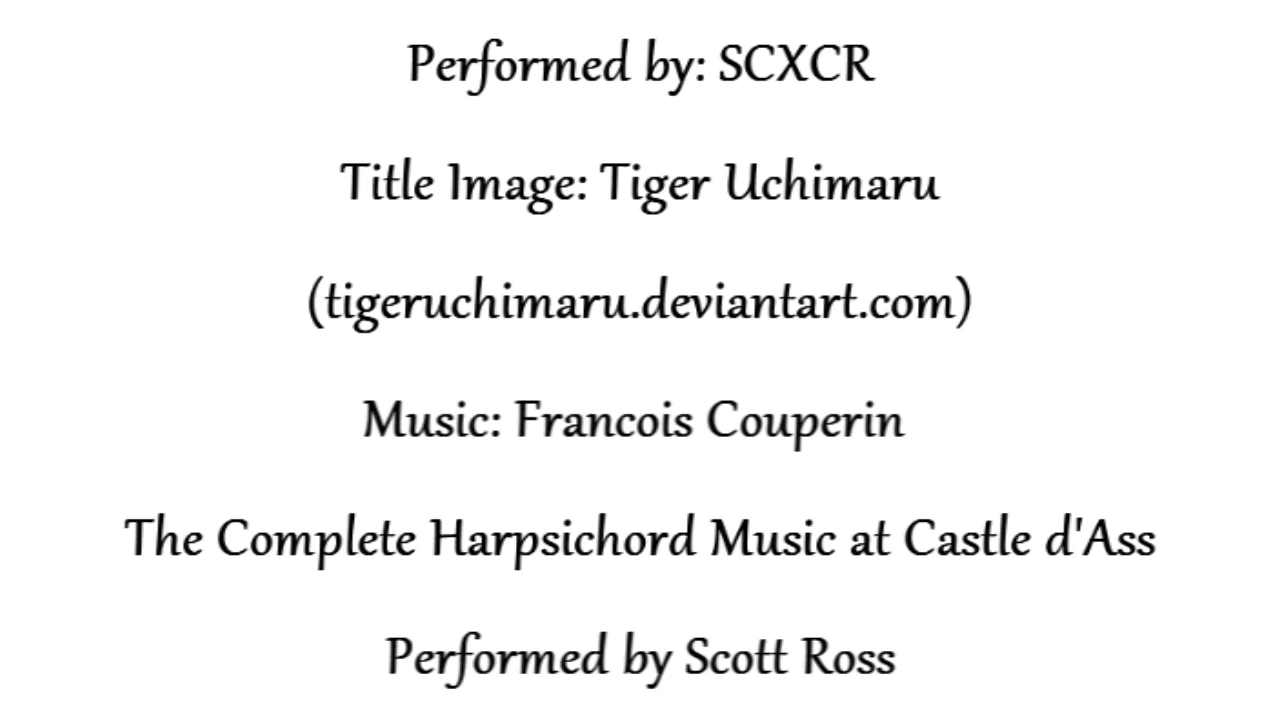 Performed by: SCXCR
Title Image: Tiger Uchimaru
(tigeruchimaru.deviantart.com)
Music: Francois Couperin
The Complete Harpsichord Music at Castle d'Ass
Performed by Scott Ross